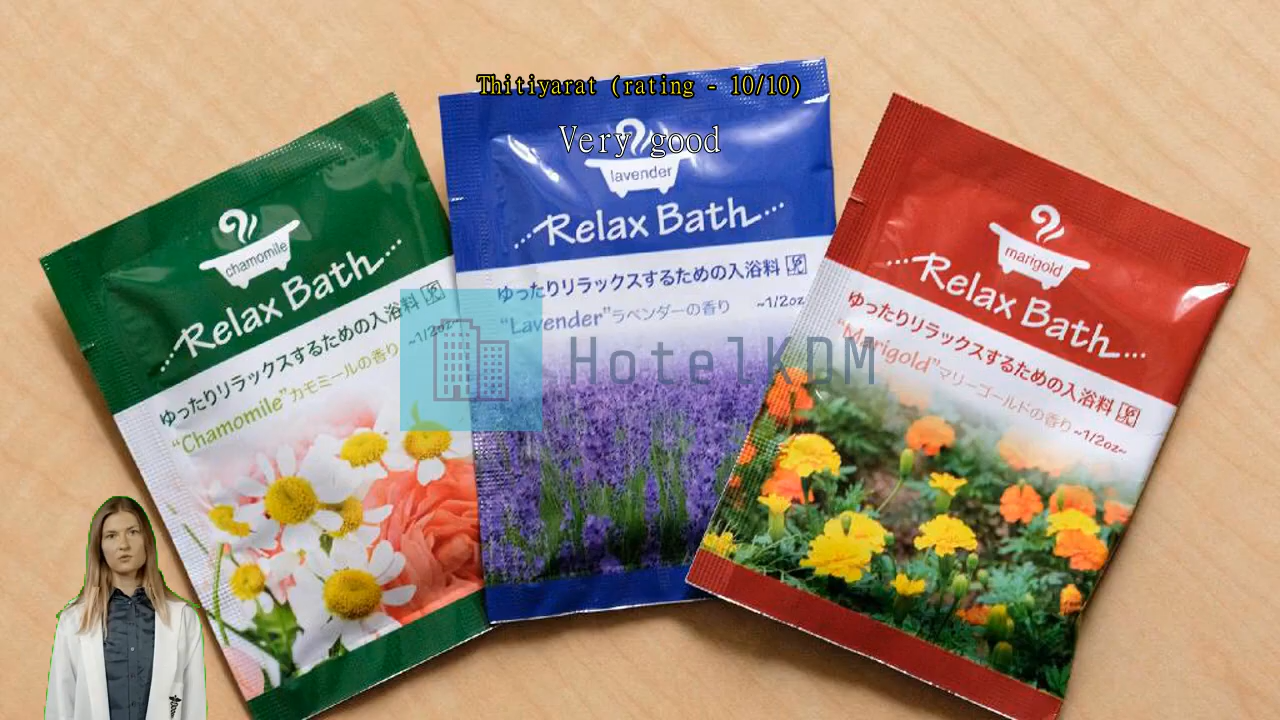 Thitiyarat (rating - 10/10)
Very good
chamomile
Relax Bath
ゆったりリラックスするための入浴料
~1/2oz~
"Chamomile"カモミールの香り
lavender
Relax Bath
ゆったりリラックスするための入浴料
"Lavender"ラベンダーの香り
~1/2oz
marigold
Relax Bath
ゆったりリラックスするための入浴料
"Marigold"マリーゴールドの香り
~1/2oz~
HotelKDM